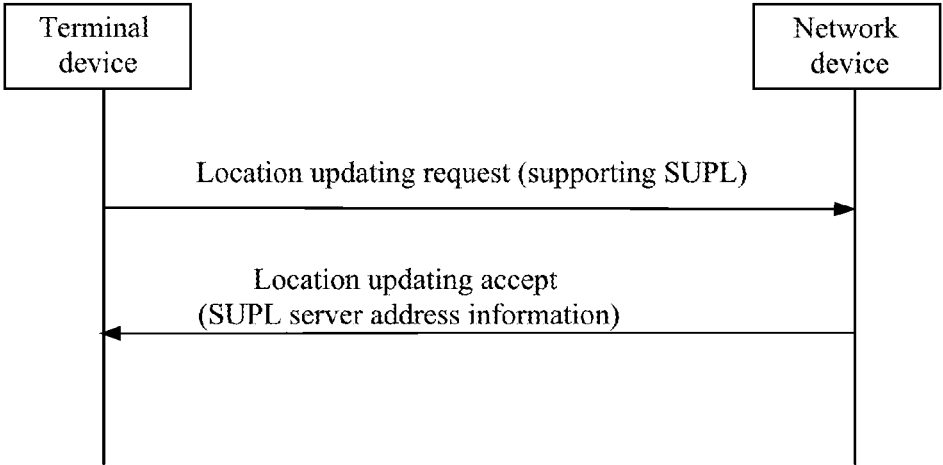 Terminal
device
Network
device
Location updating request (supporting SUPL)
Location updating accept
(SUPL server address information)